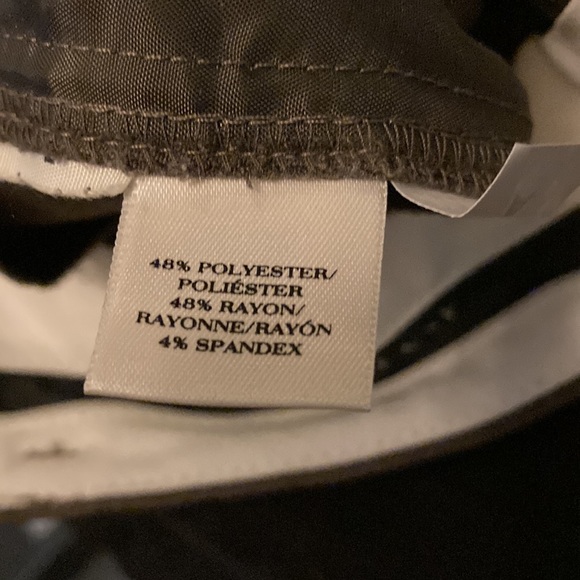 48% POLYESTER/
POLIÉSTER
48% RAYON/
RAYONNE/RAYÓN
4% SPANDEX